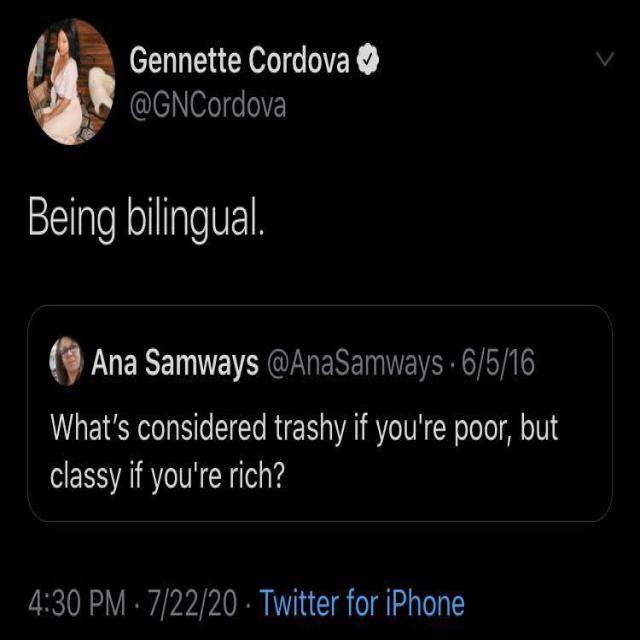 Gennette Cordova
@GNCordova
Being bilingual.
Ana Samways @AnaSamways · 6/5/16
What's considered trashy if you're poor, but
classy if you're rich?
4:30 PM · 7/22/20 · Twitter for iPhone